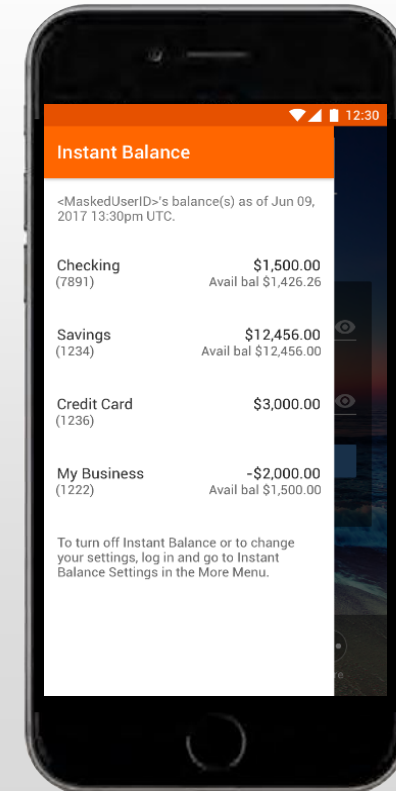 12:30
Instant Balance
<MaskedUserID>'s balance(s) as of Jun 09,
2017 13:30pm UTC.
Checking $1,500.00
(7891) Avail bal $1,426.26
Savings $12,456.00
(1234) Avail bal $12,456.00
Credit Card $3,000.00
(1236)
My Business -$2,000.00
(1222) Avail bal $1,500.00
To turn off Instant Balance or to change
your settings, log in and go to Instant
Balance Settings in the More Menu.